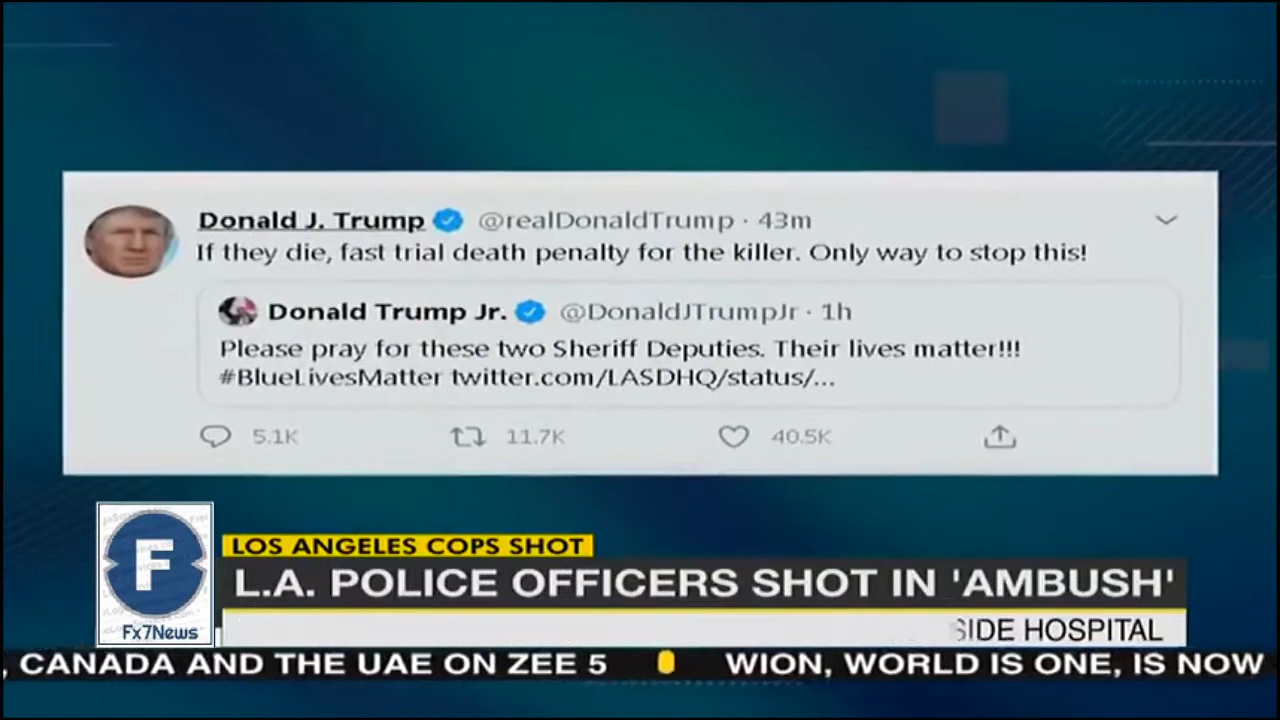 Donald J. Trump @realDonaldTrump · 43m
If they die, fast trial death penalty for the killer. Only way to stop this!
Donald Trump Jr. @DonaldJTrumpJr · 1h
Please pray for these two Sheriff Deputies. Their lives matter!!!
#BlueLivesMatter twitter.com/LASDHQ/status/...
5.1K 11.7K 40.5K
LOS ANGELES COPS SHOT
L.A. POLICE OFFICERS SHOT IN 'AMBUSH'
SIDE HOSPITAL
F
Fx7News
, CANADA AND THE UAE ON ZEE 5 WION, WORLD IS ONE, IS NOW